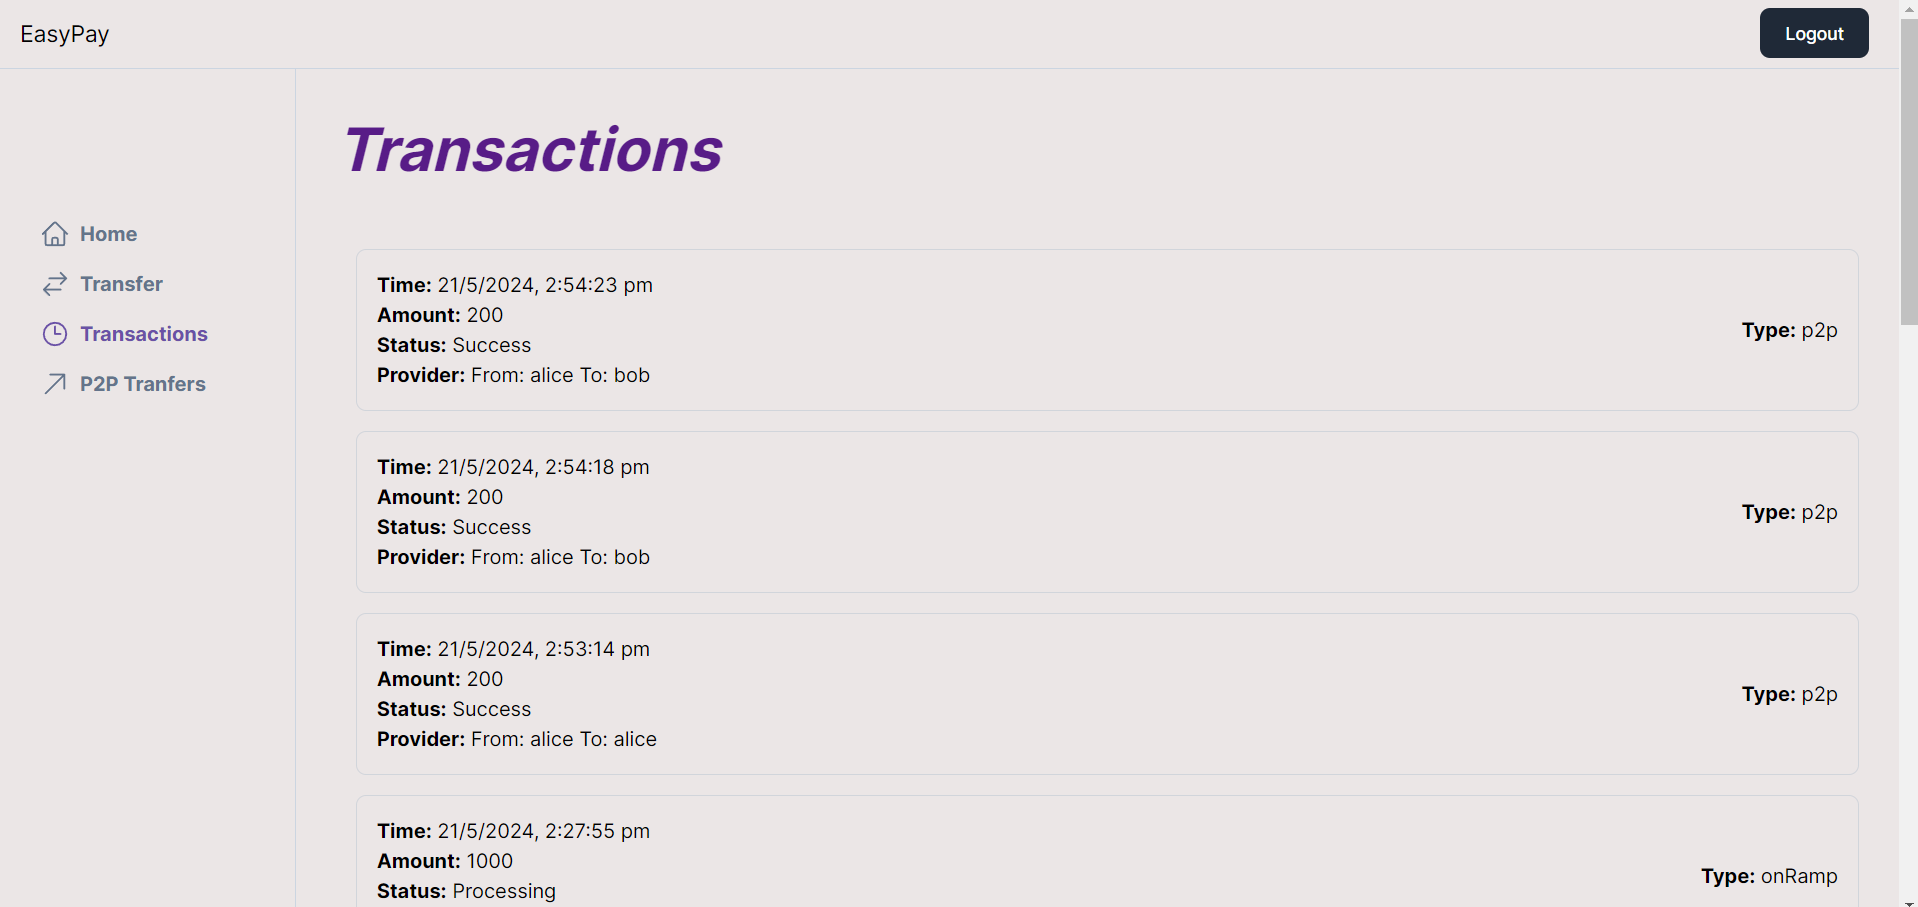 EasyPay
Logout
Home
Transfer
Transactions
P2P Tranfers
Transactions
Time: 21/5/2024, 2:54:23 pm
Amount: 200
Status: Success
Provider: From: alice To: bob
Type: p2p
Time: 21/5/2024, 2:54:18 pm
Amount: 200
Status: Success
Provider: From: alice To: bob
Type: p2p
Time: 21/5/2024, 2:53:14 pm
Amount: 200
Status: Success
Provider: From: alice To: alice
Type: p2p
Time: 21/5/2024, 2:27:55 pm
Amount: 1000
Status: Processing
Type: onRamp